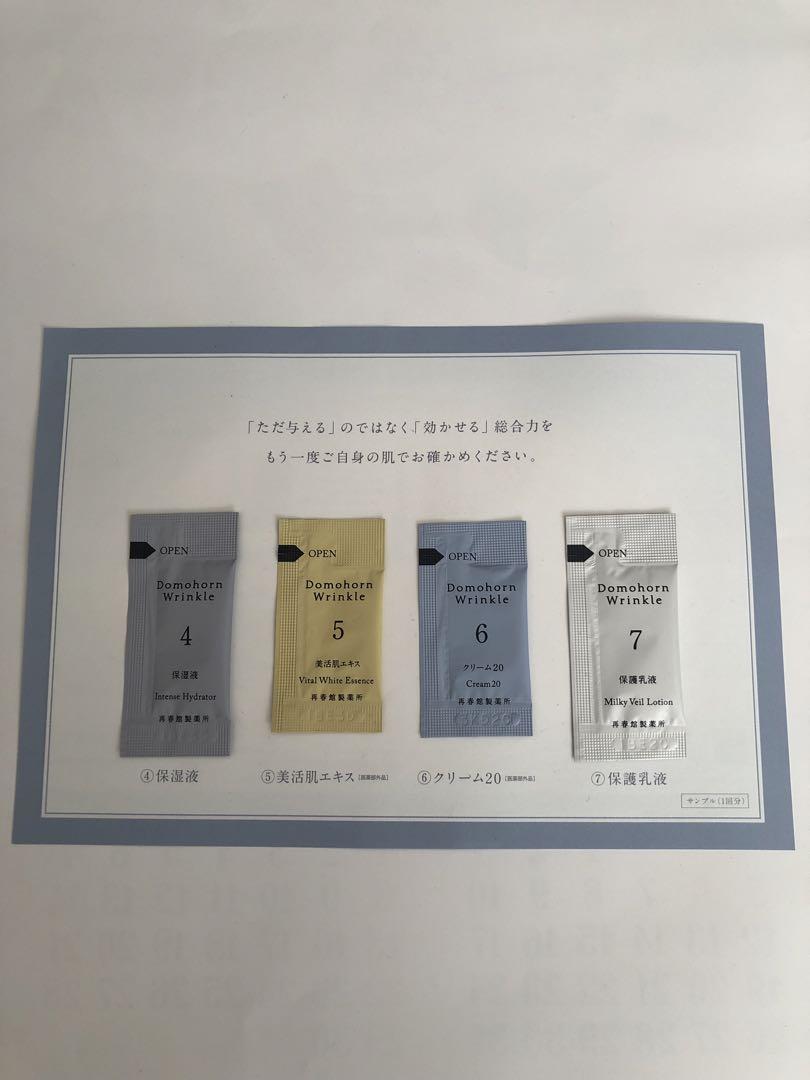 「ただ与える」のではなく、「効かせる」総合力を
もう一度ご自身の肌でお確かめください。
OPEN
Domohorn
Wrinkle
4
保湿液
Intense Hydrator
再春館製薬所
OPEN
Domohorn
Wrinkle
5
美活肌エキス
Vital White Essence
再春館製薬所
OPEN
Domohorn
Wrinkle
6
クリーム20
Cream20
再春館製薬所
OPEN
Domohorn
Wrinkle
7
保護乳液
Milky Veil Lotion
再春館製薬所
④保湿液
⑤美活肌エキス［医薬部外品］
⑥クリーム20［医薬部外品］
⑦保護乳液
サンプル（1回分）